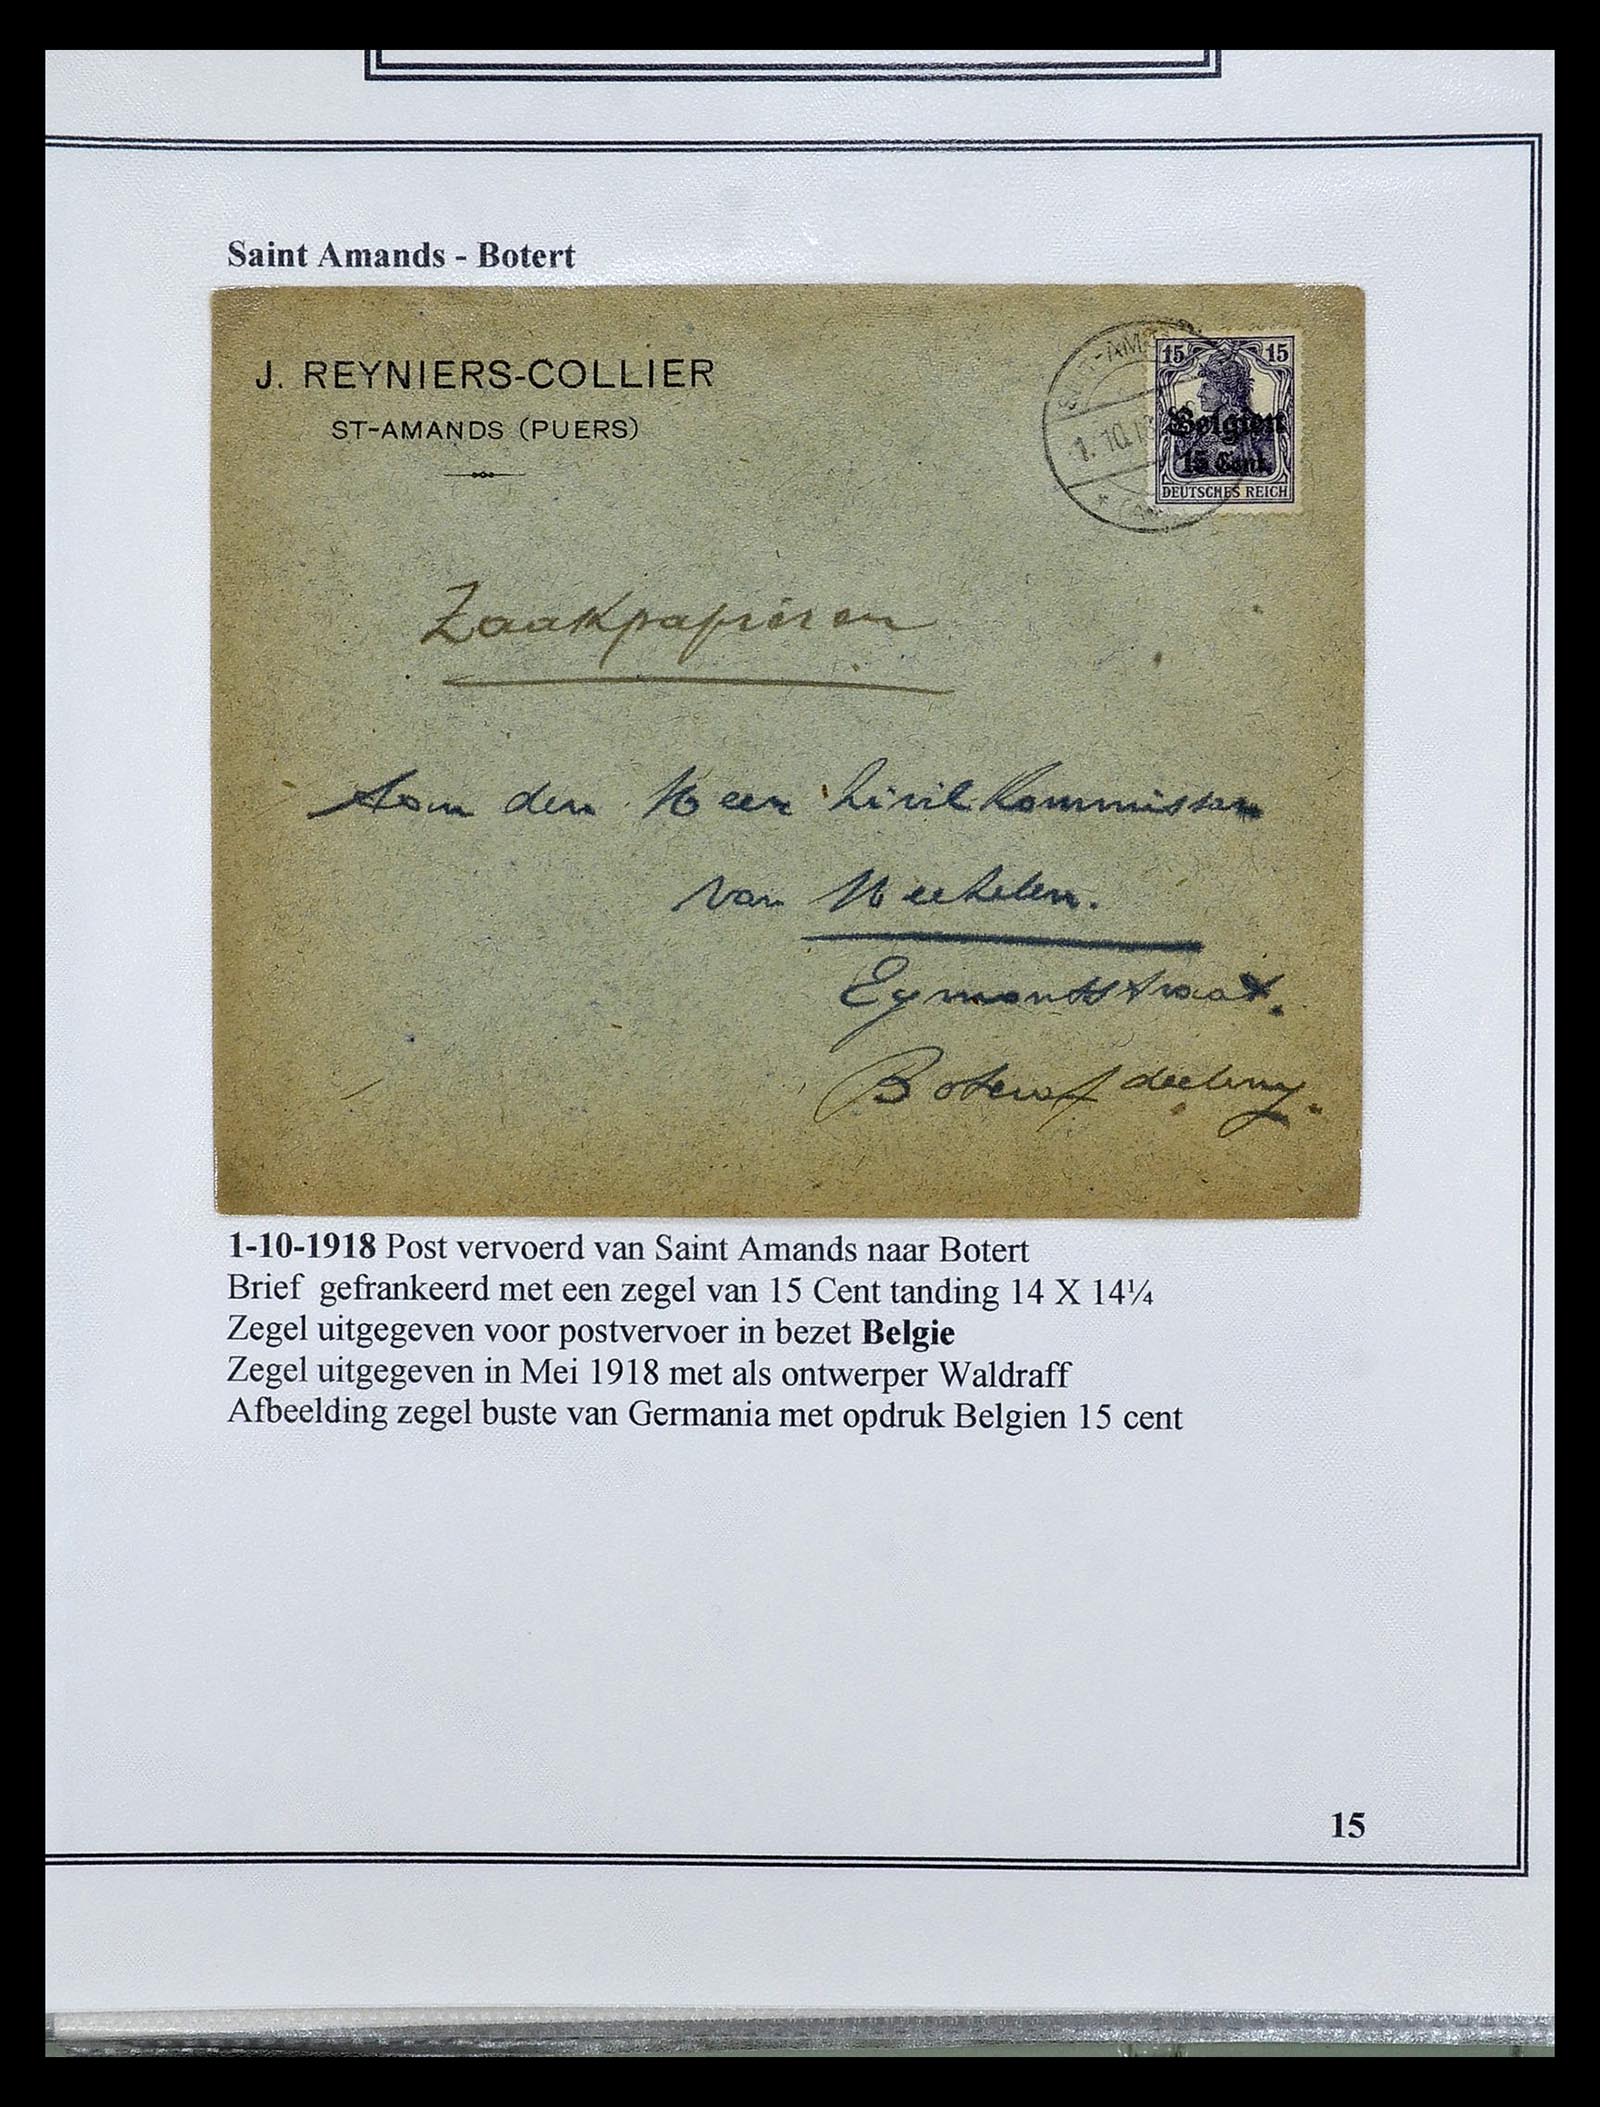 Saint Amands - Botert
J. REYNIERS-COLLIER
ST-AMANDS (PUERS)
15 15
Belgien
15 Cent.
DEUTSCHES REICH
1.10.18
Zaakpapieren
Aan den Heer Zivilkommissar
van Mechelen.
Egmontstraat.
Boterafdeeling.
1-10-1918 Post vervoerd van Saint Amands naar Botert
Brief gefrankeerd met een zegel van 15 Cent tanding 14 X 14¼
Zegel uitgegeven voor postvervoer in bezet Belgie
Zegel uitgegeven in Mei 1918 met als ontwerper Waldraff
Afbeelding zegel buste van Germania met opdruk Belgien 15 cent
15